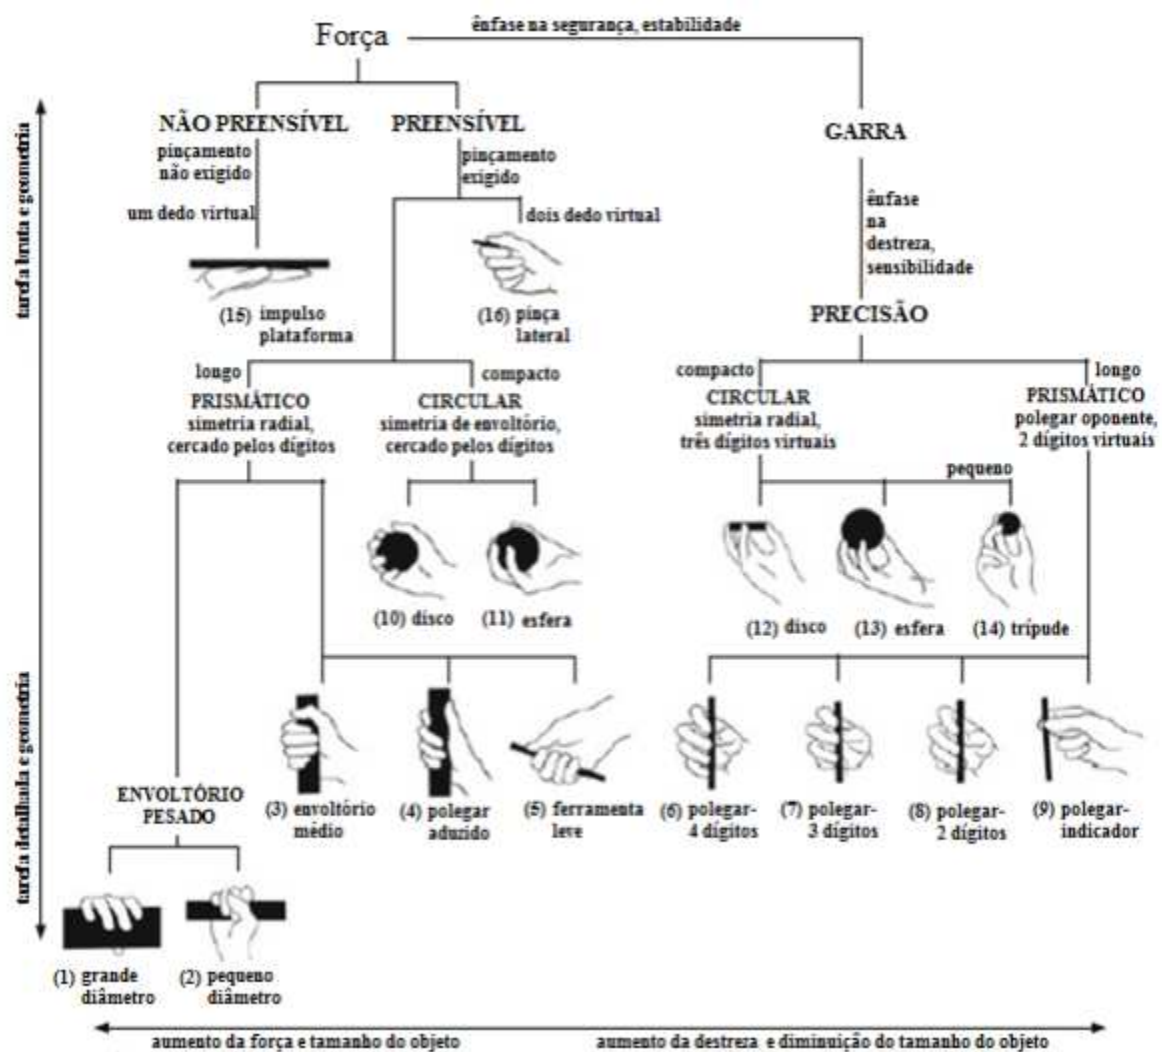 Força
ênfase na segurança, estabilidade
NÃO PREENSÍVEL
PREENSÍVEL
GARRA
pinçamento
não exigido
pinçamento
exigido
um dedo virtual
dois dedo virtual
ênfase
na
destreza,
sensibilidade
(15) impulso
plataforma
(16) pinça
lateral
PRECISÃO
longo
compacto
compacto
longo
PRISMÁTICO
simetria radial,
cercado pelos dígitos
CIRCULAR
simetria de envoltório,
cercado pelos dígitos
CIRCULAR
simetria radial,
três dígitos virtuais
PRISMÁTICO
polegar oponente,
2 dígitos virtuais
pequeno
(10) disco
(11) esfera
(12) disco
(13) esfera
(14) trípude
(3) envoltório
médio
(4) polegar
aduzido
(5) ferramenta
leve
(6) polegar-
4 dígitos
(7) polegar-
3 dígitos
(8) polegar-
2 dígitos
(9) polegar-
indicador
ENVOLTÓRIO
PESADO
(1) grande
diâmetro
(2) pequeno
diâmetro
tarefa bruta e geometria
tarefa detalhada e geometria
aumento da força e tamanho do objeto
aumento da destreza e diminuição do tamanho do objeto